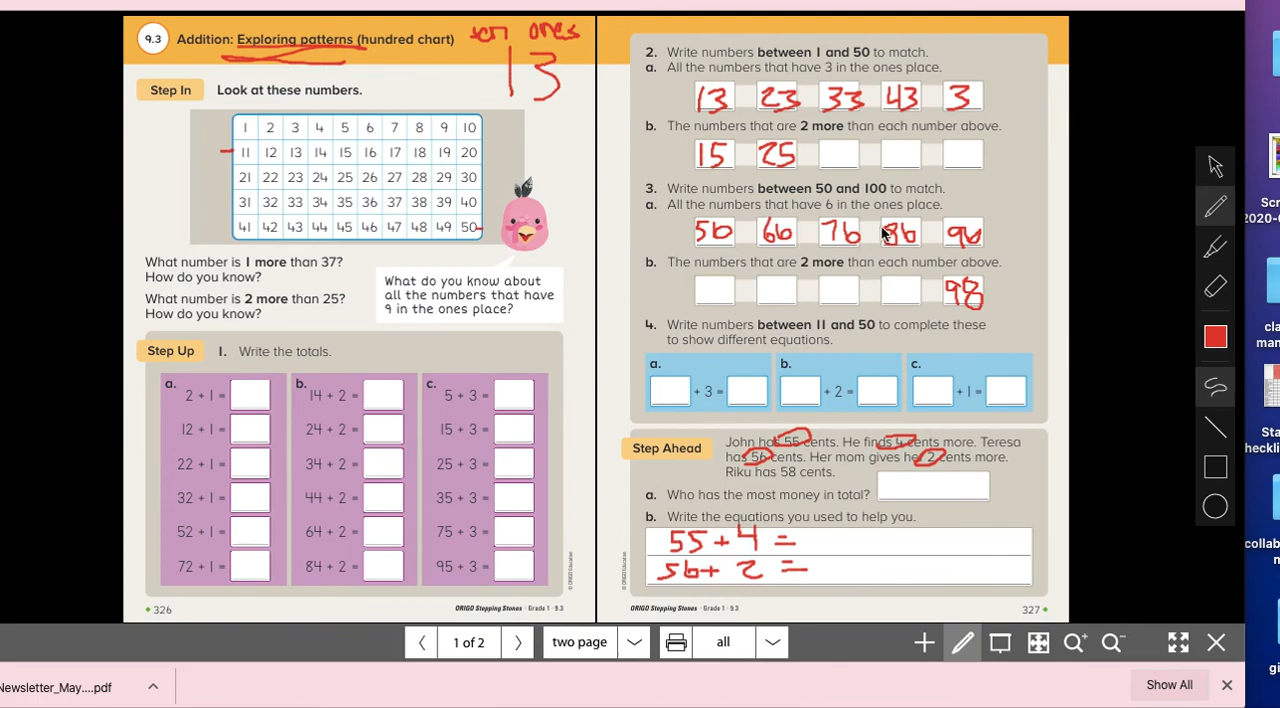 9.3 Addition: Exploring patterns (hundred chart)
ten ones
13
Step In Look at these numbers.
1 2 3 4 5 6 7 8 9 10
11 12 13 14 15 16 17 18 19 20
21 22 23 24 25 26 27 28 29 30
31 32 33 34 35 36 37 38 39 40
41 42 43 44 45 46 47 48 49 50
What number is 1 more than 37?
How do you know?
What number is 2 more than 25?
How do you know?
What do you know about
all the numbers that have
9 in the ones place?
Step Up 1. Write the totals.
a.
2 + 1 =
12 + 1 =
22 + 1 =
32 + 1 =
52 + 1 =
72 + 1 =
b.
14 + 2 =
24 + 2 =
34 + 2 =
44 + 2 =
64 + 2 =
84 + 2 =
c.
5 + 3 =
15 + 3 =
25 + 3 =
35 + 3 =
75 + 3 =
95 + 3 =
© ORIGO Education
326
ORIGO Stepping Stones · Grade 1 · 9.3
2. Write numbers between 1 and 50 to match.
a. All the numbers that have 3 in the ones place.
13 23 33 43 3
b. The numbers that are 2 more than each number above.
15 25
3. Write numbers between 50 and 100 to match.
a. All the numbers that have 6 in the ones place.
56 66 76 86 96
b. The numbers that are 2 more than each number above.
98
4. Write numbers between 11 and 50 to complete these
to show different equations.
a. b. c.
+ 3 = + 2 = + 1 =
Step Ahead John has 55 cents. He finds 4 cents more. Teresa
has 56 cents. Her mom gives her 2 cents more.
Riku has 58 cents.
a. Who has the most money in total?
b. Write the equations you used to help you.
55 + 4 =
56 + 2 =
© ORIGO Education
ORIGO Stepping Stones · Grade 1 · 9.3
327
1 of 2 two page all
Newsletter_May....pdf
Show All
Scr
2020-0
cla
man
Sta
checkli
collab
m
gi